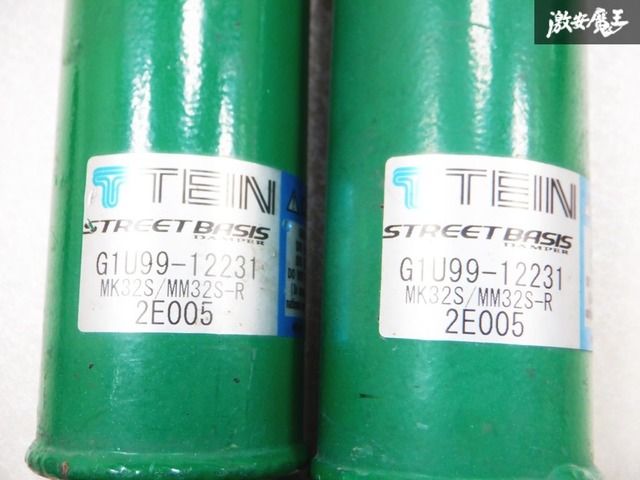 激安魔王
TEIN
STREET BASIS
DAMPER
G1U99-12231
MK32S/MM32S-R
2E005
TEIN
STREET BASIS
DAMPER
G1U99-12231
MK32S/MM32S-R
2E005